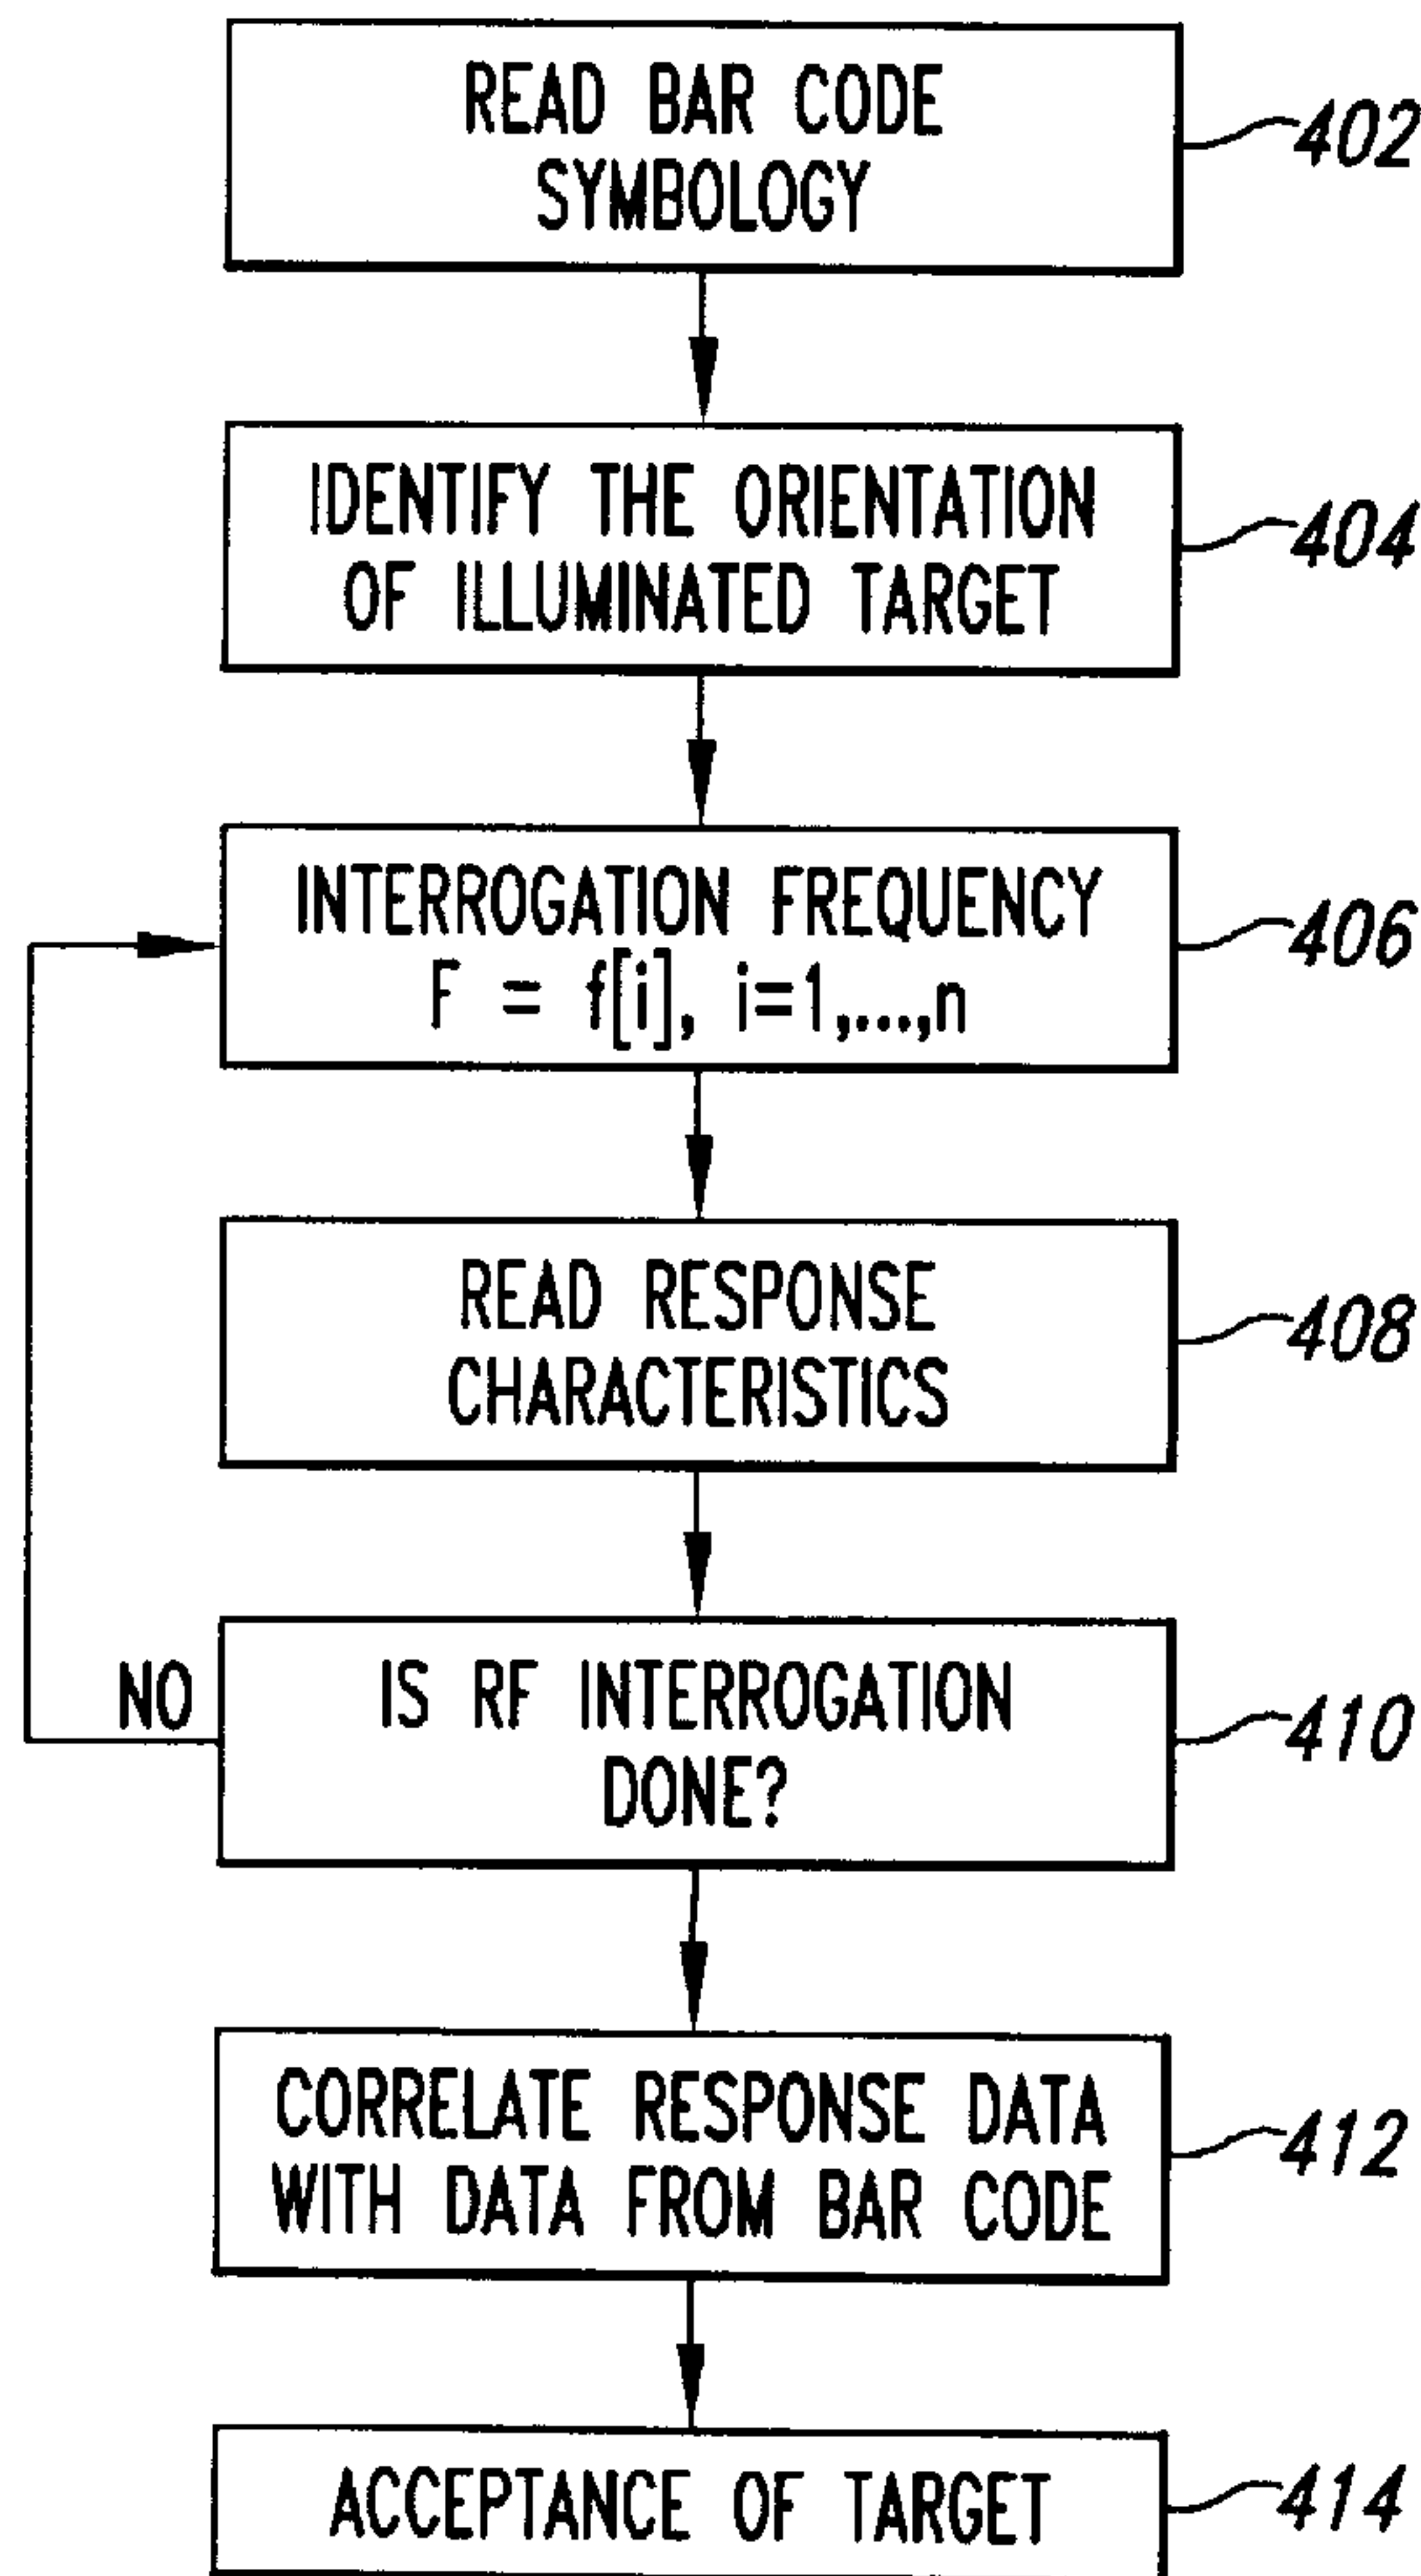 READ BAR CODE
SYMBOLOGY
402
IDENTIFY THE ORIENTATION
OF ILLUMINATED TARGET
404
INTERROGATION FREQUENCY
F = f[i], i=1,...,n
406
READ RESPONSE
CHARACTERISTICS
408
NO
IS RF INTERROGATION
DONE?
410
CORRELATE RESPONSE DATA
WITH DATA FROM BAR CODE
412
ACCEPTANCE OF TARGET
414